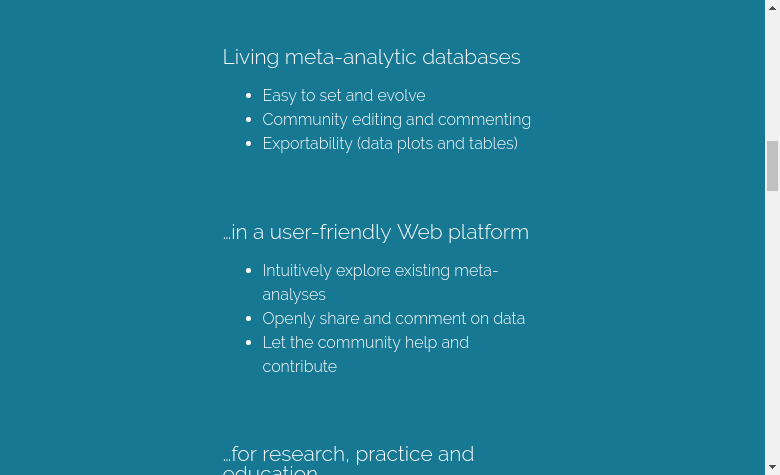 Living meta-analytic databases
Easy to set and evolve
Community editing and commenting
Exportability (data plots and tables)
…in a user-friendly Web platform
Intuitively explore existing meta-
analyses
Openly share and comment on data
Let the community help and
contribute
…for research, practice and
education